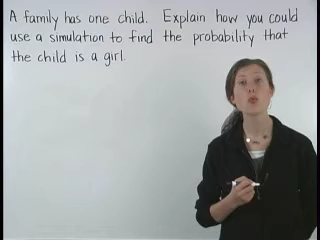 A family has one child. Explain how you could
use a simulation to find the probability that
the child is a girl.